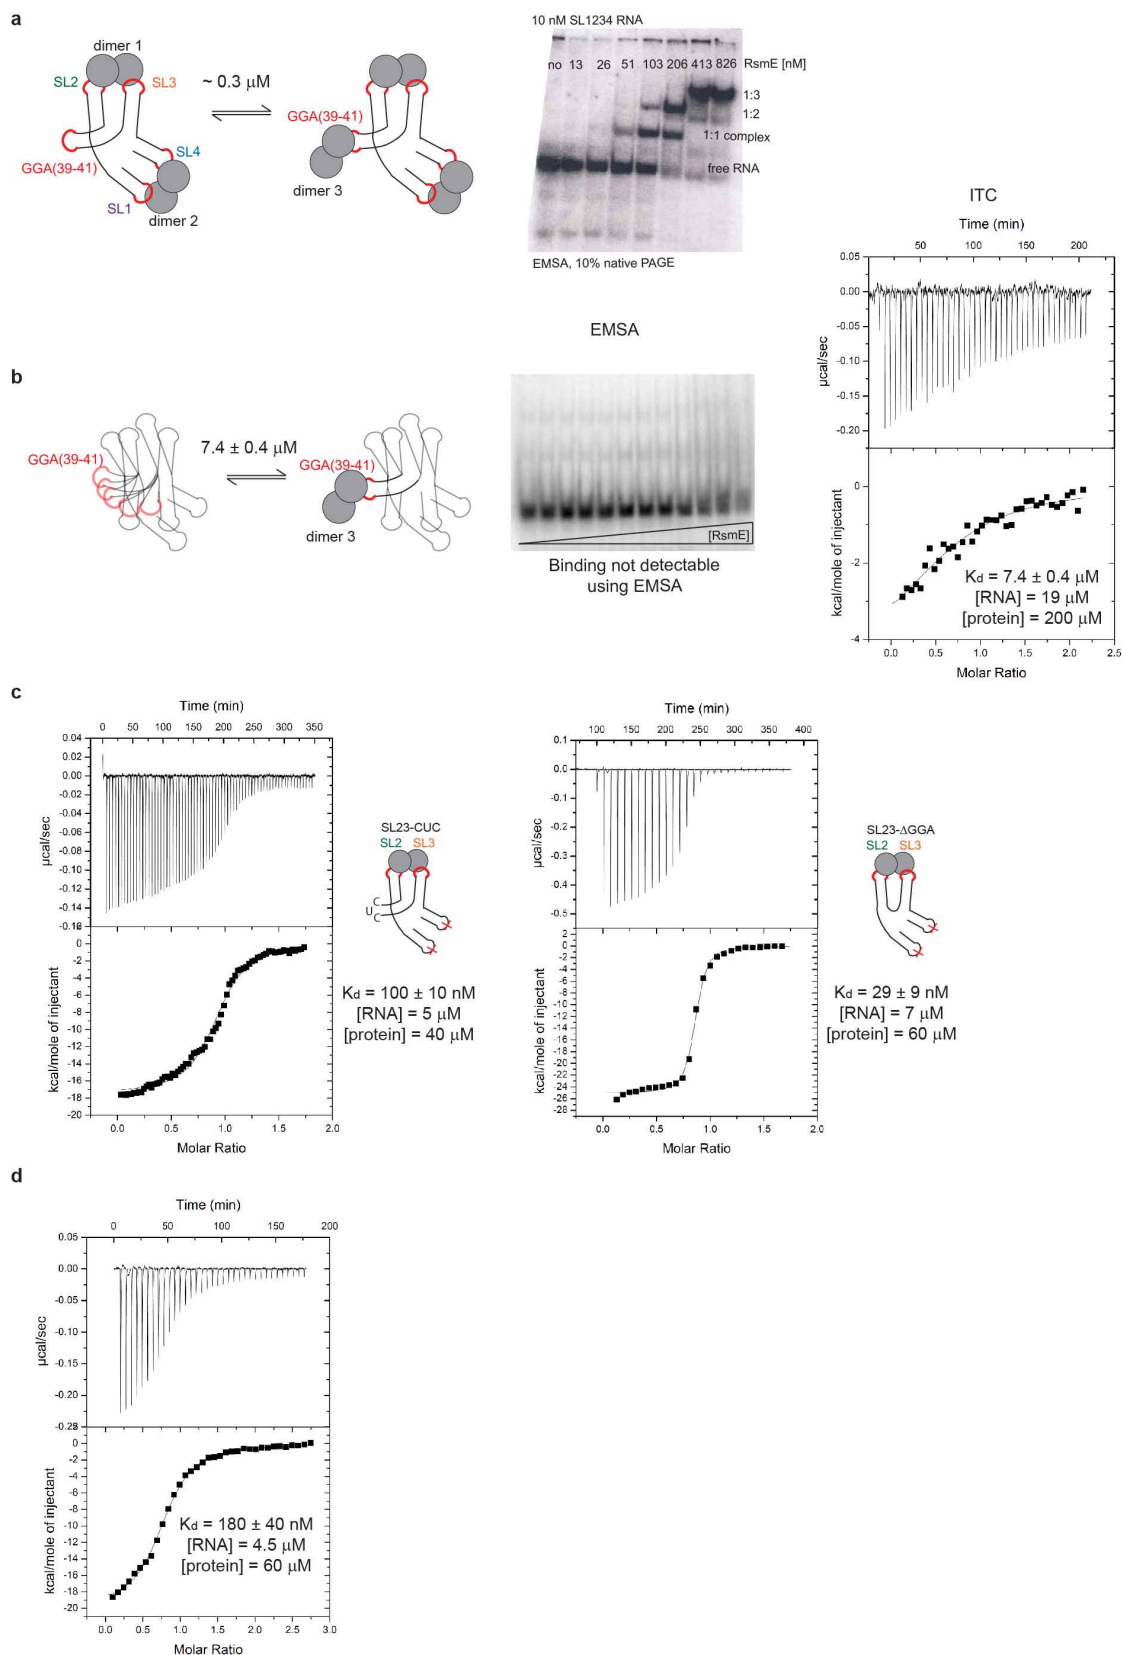 a
dimer 1
SL2
SL3
GGA(39-41)
SL4
SL1
dimer 2
~ 0.3 μM
GGA(39-41)
dimer 3
10 nM SL1234 RNA
no 13 26 51 103 206 413 826 RsmE [nM]
1:3
1:2
1:1 complex
free RNA
EMSA, 10% native PAGE
b
GGA(39-41)
7.4 ± 0.4 μM
GGA(39-41)
dimer 3
EMSA
[RsmE]
Binding not detectable
using EMSA
ITC
Time (min)
50 100 150 200
0.05
0.00
-0.05
-0.10
-0.15
-0.20
μcal/sec
0
-2
-4
kcal/mole of injectant
Kd = 7.4 ± 0.4 μM
[RNA] = 19 μM
[protein] = 200 μM
0.0 0.5 1.0 1.5 2.0 2.5
Molar Ratio
c
Time (min)
0 50 100 150 200 250 300 350
0.04
0.02
0.00
-0.02
-0.04
-0.06
-0.08
-0.10
-0.12
-0.14
μcal/sec
0
-2
-4
-6
-8
-10
-12
-14
-16
-18
-20
kcal/mole of injectant
0.0 0.5 1.0 1.5 2.0
Molar Ratio
SL23-CUC
SL2 SL3
C
U
C
Kd = 100 ± 10 nM
[RNA] = 5 μM
[protein] = 40 μM
Time (min)
100 150 200 250 300 350 400
0.1
0.0
-0.1
-0.2
-0.3
-0.4
-0.5
μcal/sec
2
0
-2
-4
-6
-8
-10
-12
-14
-16
-18
-20
-22
-24
-26
-28
kcal/mole of injectant
0.0 0.5 1.0 1.5 2.0
Molar Ratio
SL23-ΔGGA
SL2 SL3
Kd = 29 ± 9 nM
[RNA] = 7 μM
[protein] = 60 μM
d
Time (min)
0 50 100 150 200
0.05
0.00
-0.05
-0.10
-0.15
-0.20
μcal/sec
0
-2
-4
-6
-8
-10
-12
-14
-16
-18
-20
kcal/mole of injectant
Kd = 180 ± 40 nM
[RNA] = 4.5 μM
[protein] = 60 μM
0.0 0.5 1.0 1.5 2.0 2.5 3.0
Molar Ratio